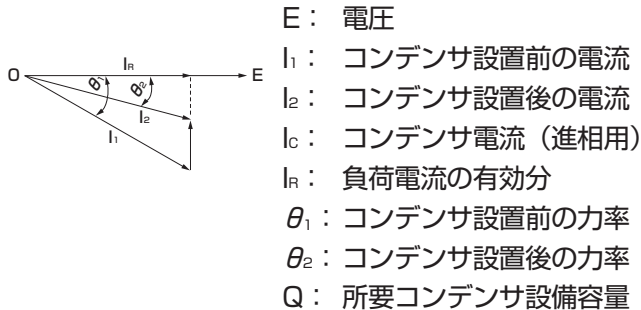 O
I_R
E
θ₁
θ₂
I₂
I₁
E： 電圧
I₁： コンデンサ設置前の電流
I₂： コンデンサ設置後の電流
I_C： コンデンサ電流（進相用）
I_R： 負荷電流の有効分
θ₁：コンデンサ設置前の力率
θ₂：コンデンサ設置後の力率
Q： 所要コンデンサ設備容量